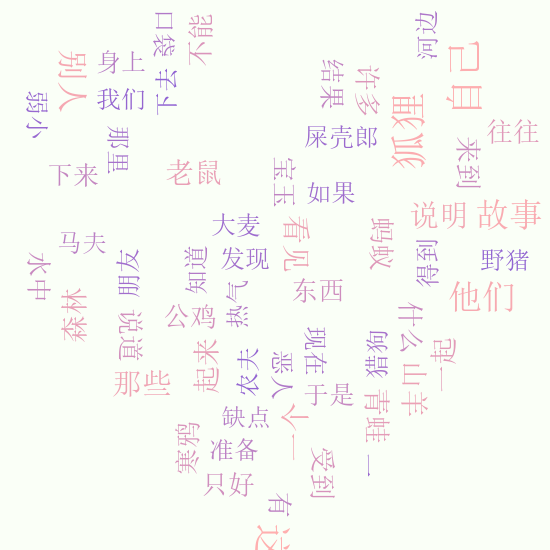 口袋
不能
河边
别人
身上
下去
自己
弱小
我们
结果
许多
狐狸
屎壳郎
往往
来到
那里
下来
老鼠
宝玉
如果
说明
故事
大麦
看见
蚂蚁
得到
马夫
水中
朋友
知道
发现
野猪
森林
说道
公鸡
热气
东西
他们
什么
起来
农夫
恶人
现在
猎狗
一起
那些
于是
青蛙
山羊
缺点
一个
寒鸦
准备
受到
一
只好
有
这